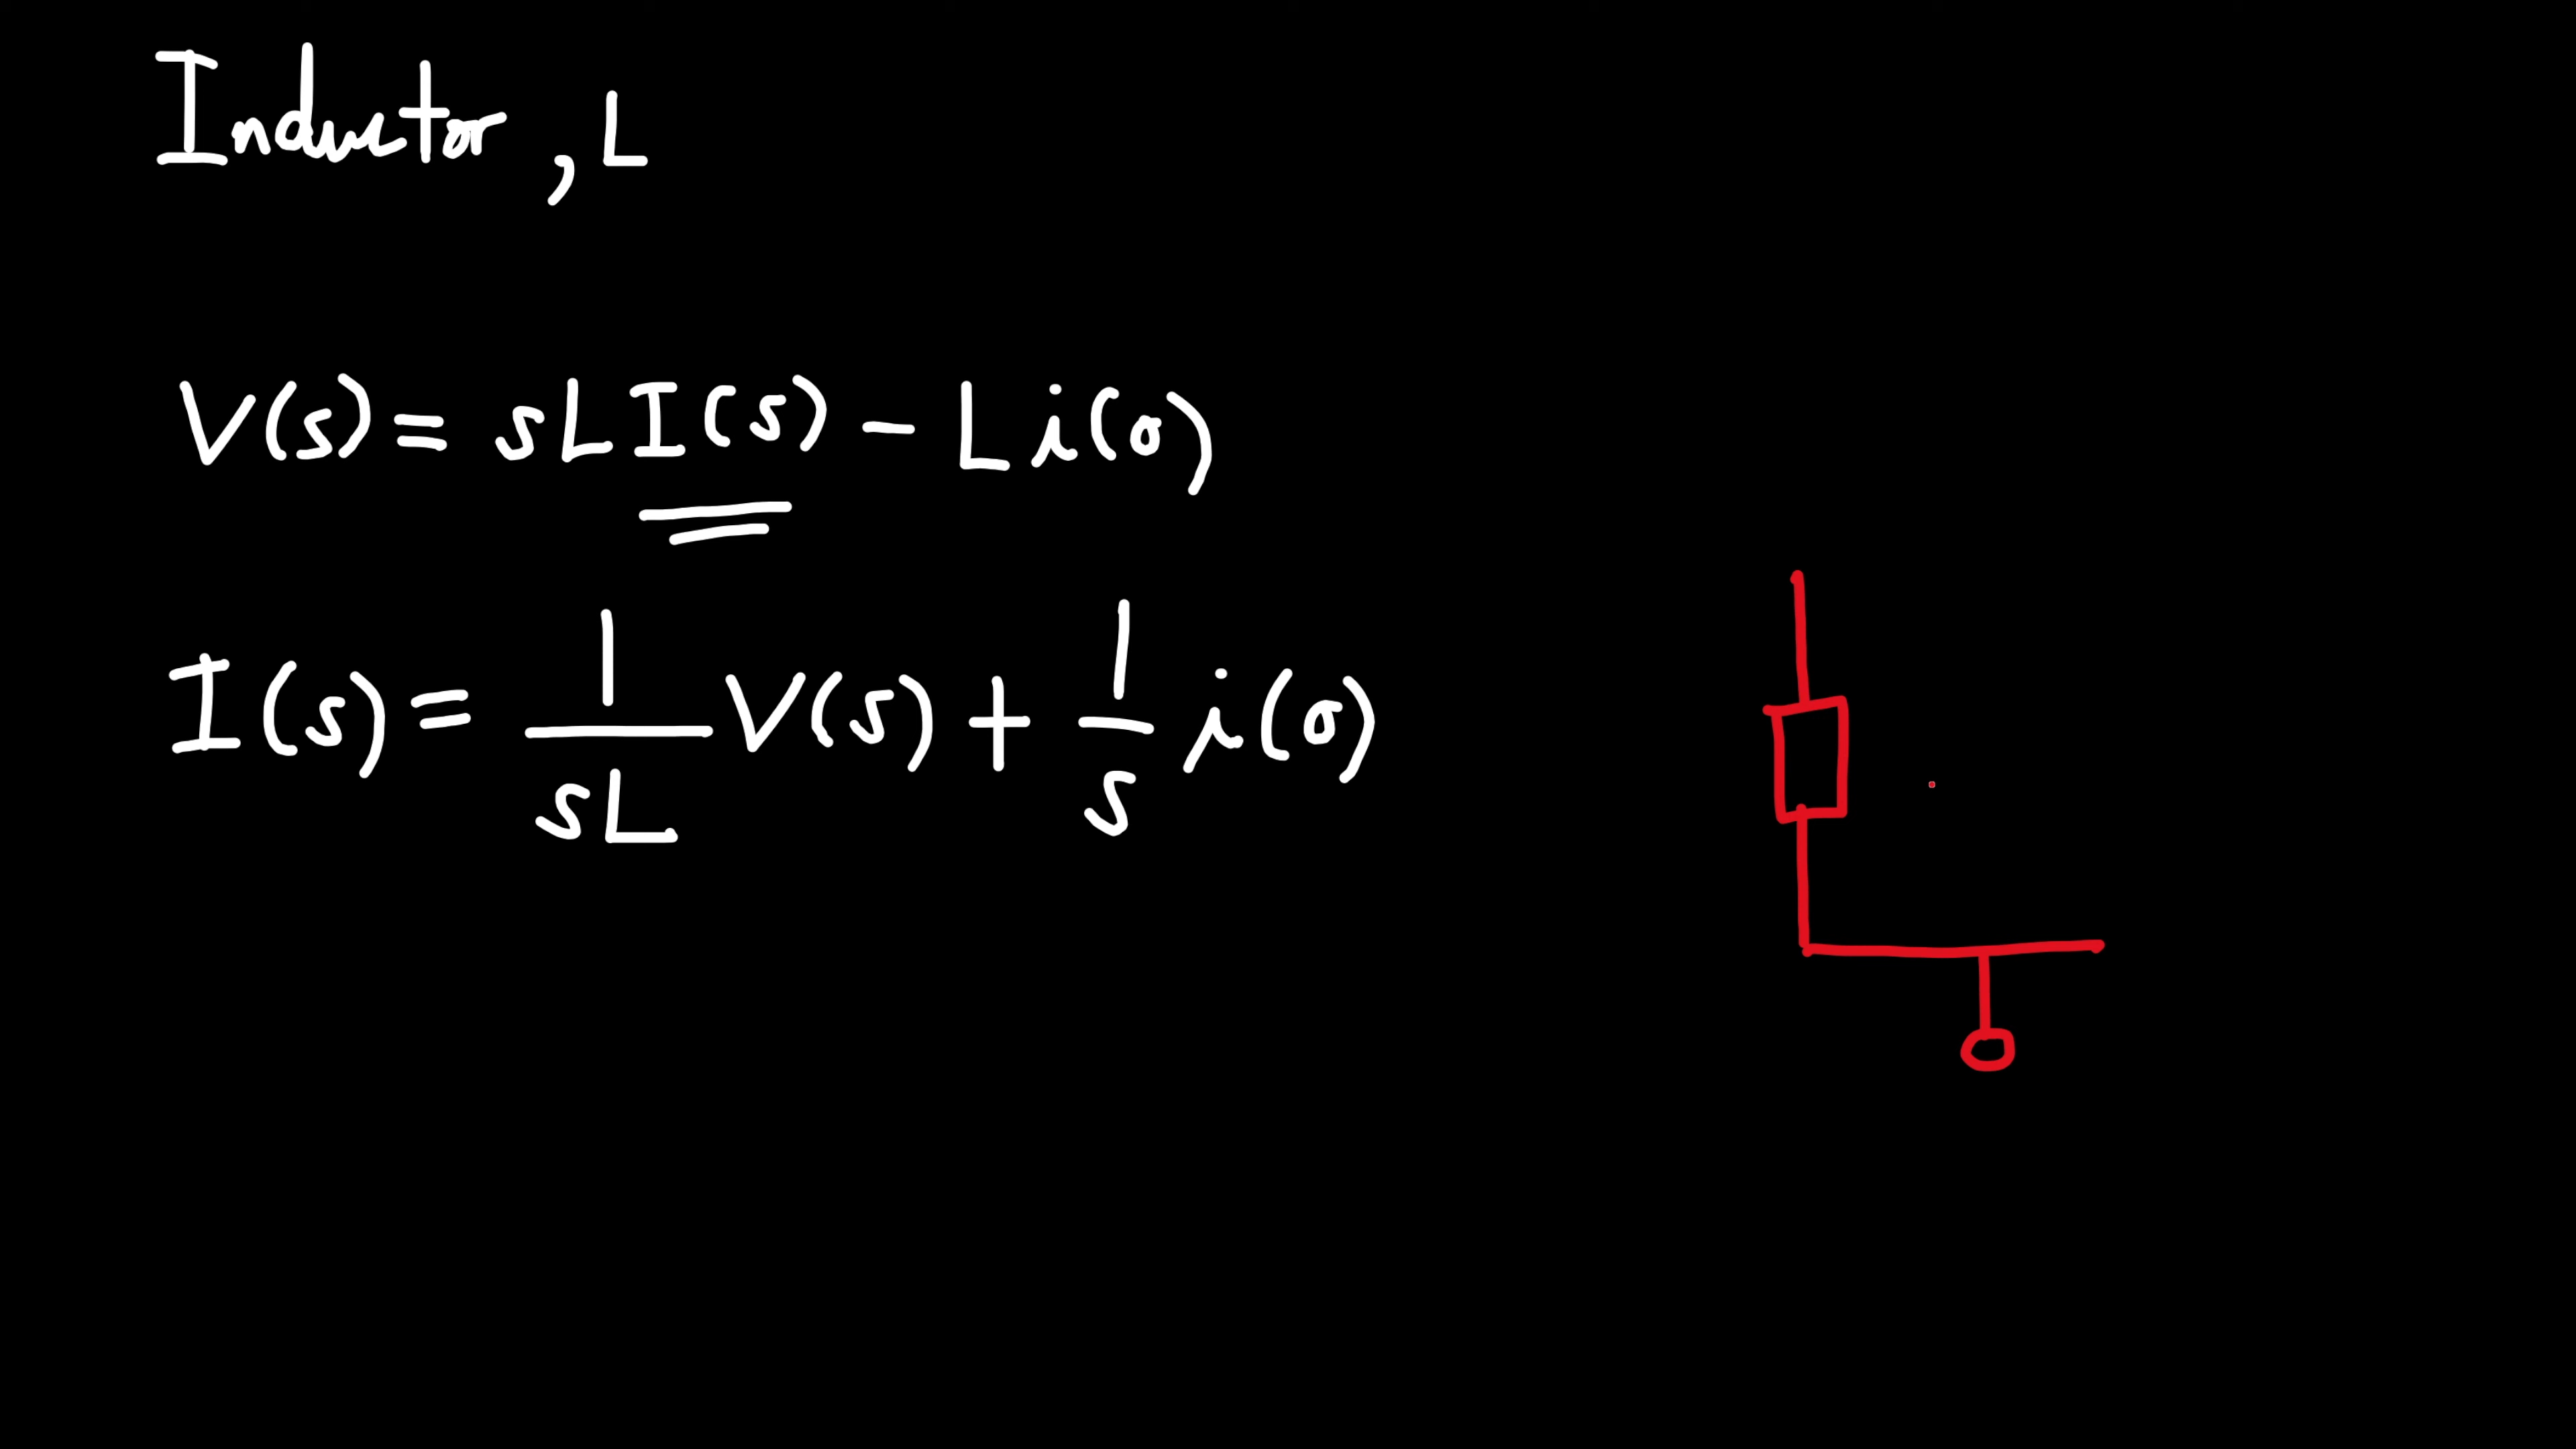 Inductor, L
V(s) = sLI(s) - Li(0)
I(s) = 1/sL V(s) + 1/s i(0)